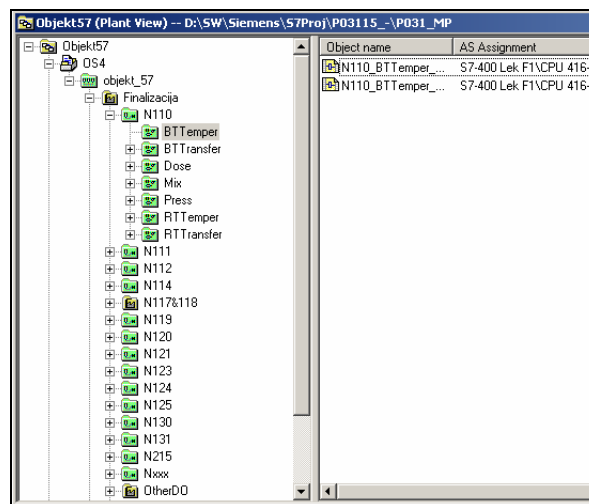 Objekt57 (Plant View) -- D:\SW\Siemens\S7Proj\P03115_-\P031_MP
Objekt57
OS4
objekt_57
Finalizacija
N110
BTTemper
BTTransfer
Dose
Mix
Press
RTTemper
RTTransfer
N111
N112
N114
N117&118
N119
N120
N121
N123
N124
N125
N130
N131
N215
Nxxx
OtherDO
Object name AS Assignment
N110_BTTemper_... S7-400 Lek F1\CPU 416-
N110_BTTemper_... S7-400 Lek F1\CPU 416-